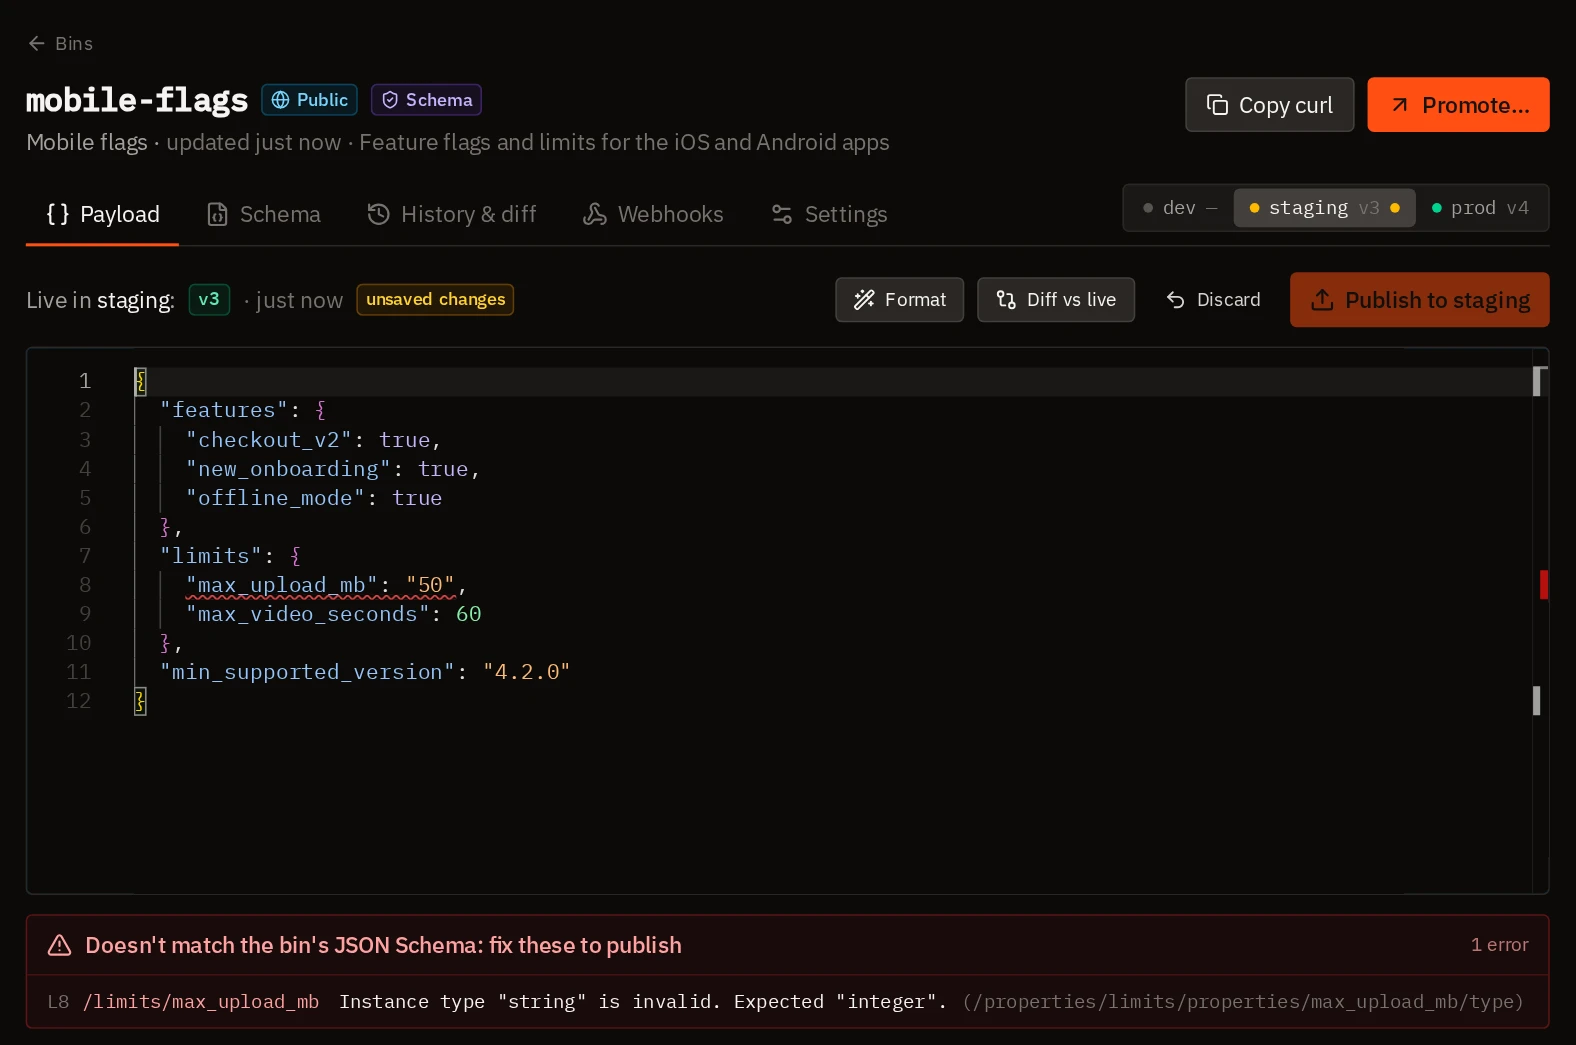 Bins
mobile-flags Public Schema Copy curl Promote...
Mobile flags · updated just now · Feature flags and limits for the iOS and Android apps
{} Payload Schema History & diff Webhooks Settings dev — staging v3 prod v4
Live in staging: v3 · just now unsaved changes Format Diff vs live Discard Publish to staging
1 {
2   "features": {
3     "checkout_v2": true,
4     "new_onboarding": true,
5     "offline_mode": true
6   },
7   "limits": {
8     "max_upload_mb": "50",
9     "max_video_seconds": 60
10   },
11   "min_supported_version": "4.2.0"
12 }
Doesn't match the bin's JSON Schema: fix these to publish 1 error
L8 /limits/max_upload_mb Instance type "string" is invalid. Expected "integer". (/properties/limits/properties/max_upload_mb/type)